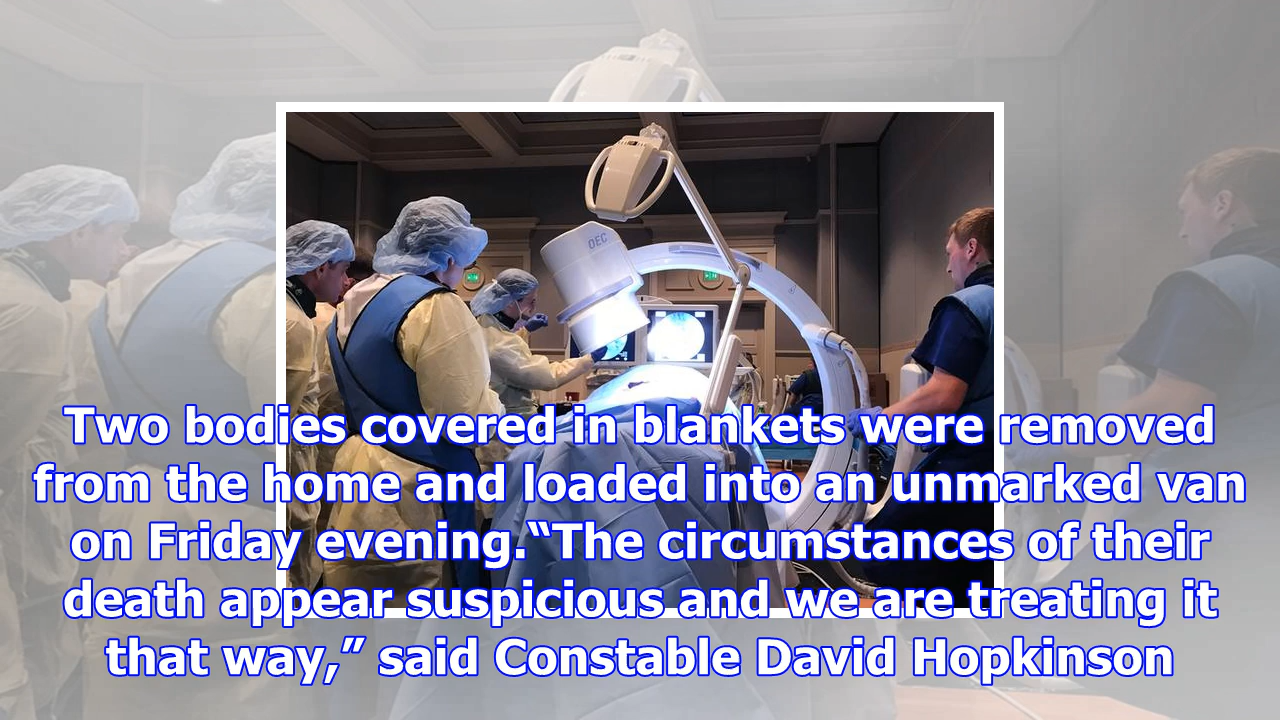 OEC
Two bodies covered in blankets were removed
from the home and loaded into an unmarked van
on Friday evening.“The circumstances of their
death appear suspicious and we are treating it
that way,” said Constable David Hopkinson